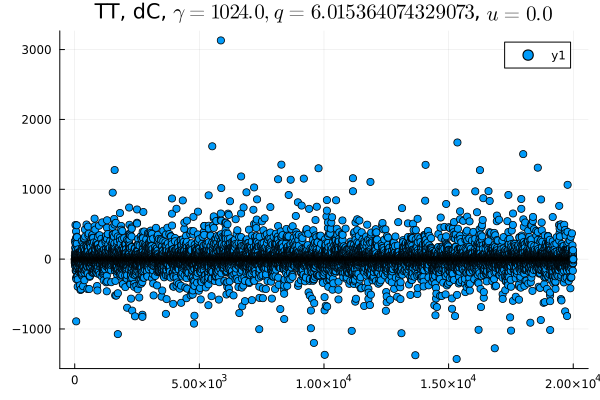 TT, dC, γ = 1024.0, q = 6.015364074329073, u = 0.0
y1
3000
2000
1000
0
−1000
0 5.00×10³ 1.00×10⁴ 1.50×10⁴ 2.00×10⁴